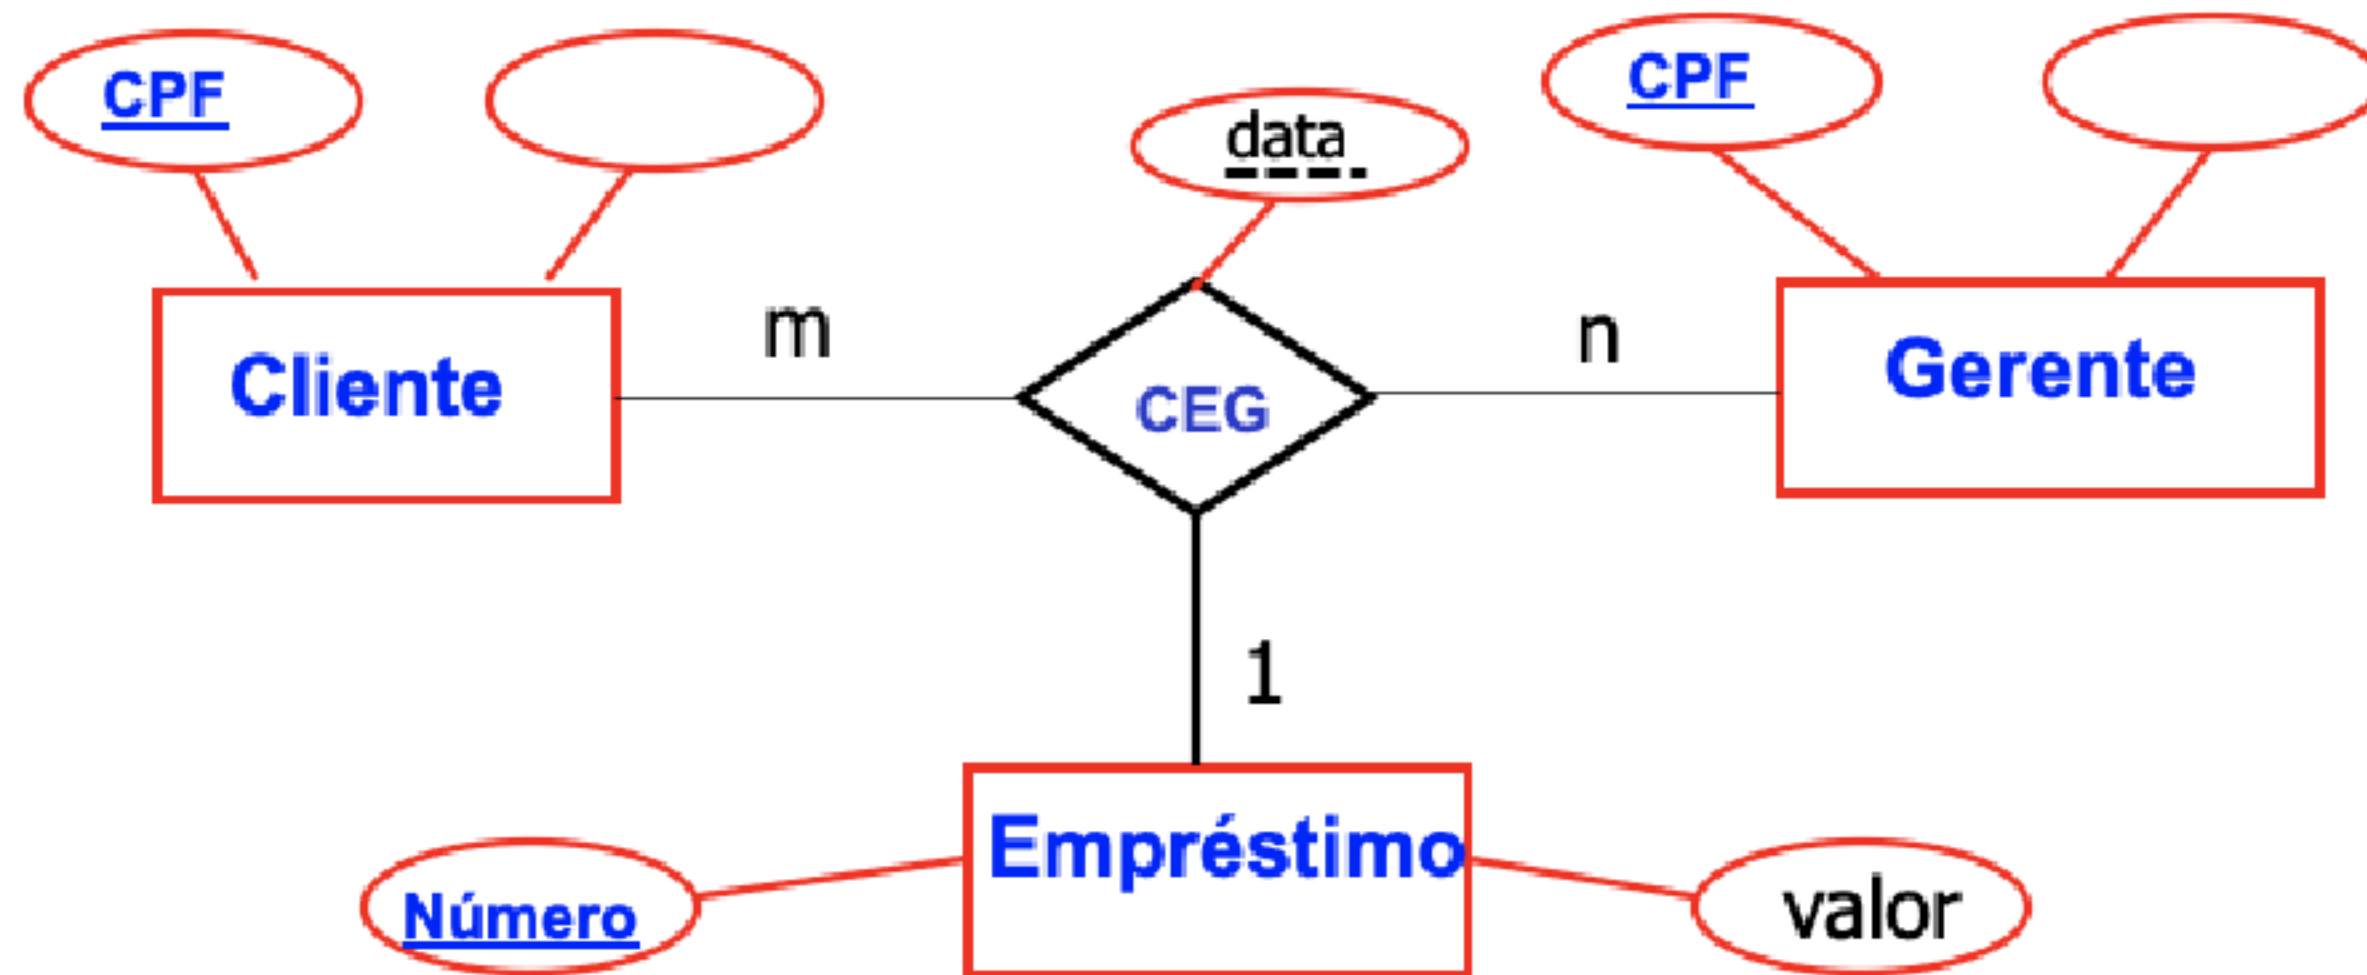 CPF
CPF
data
m
n
Cliente
CEG
Gerente
1
Empréstimo
Número
valor